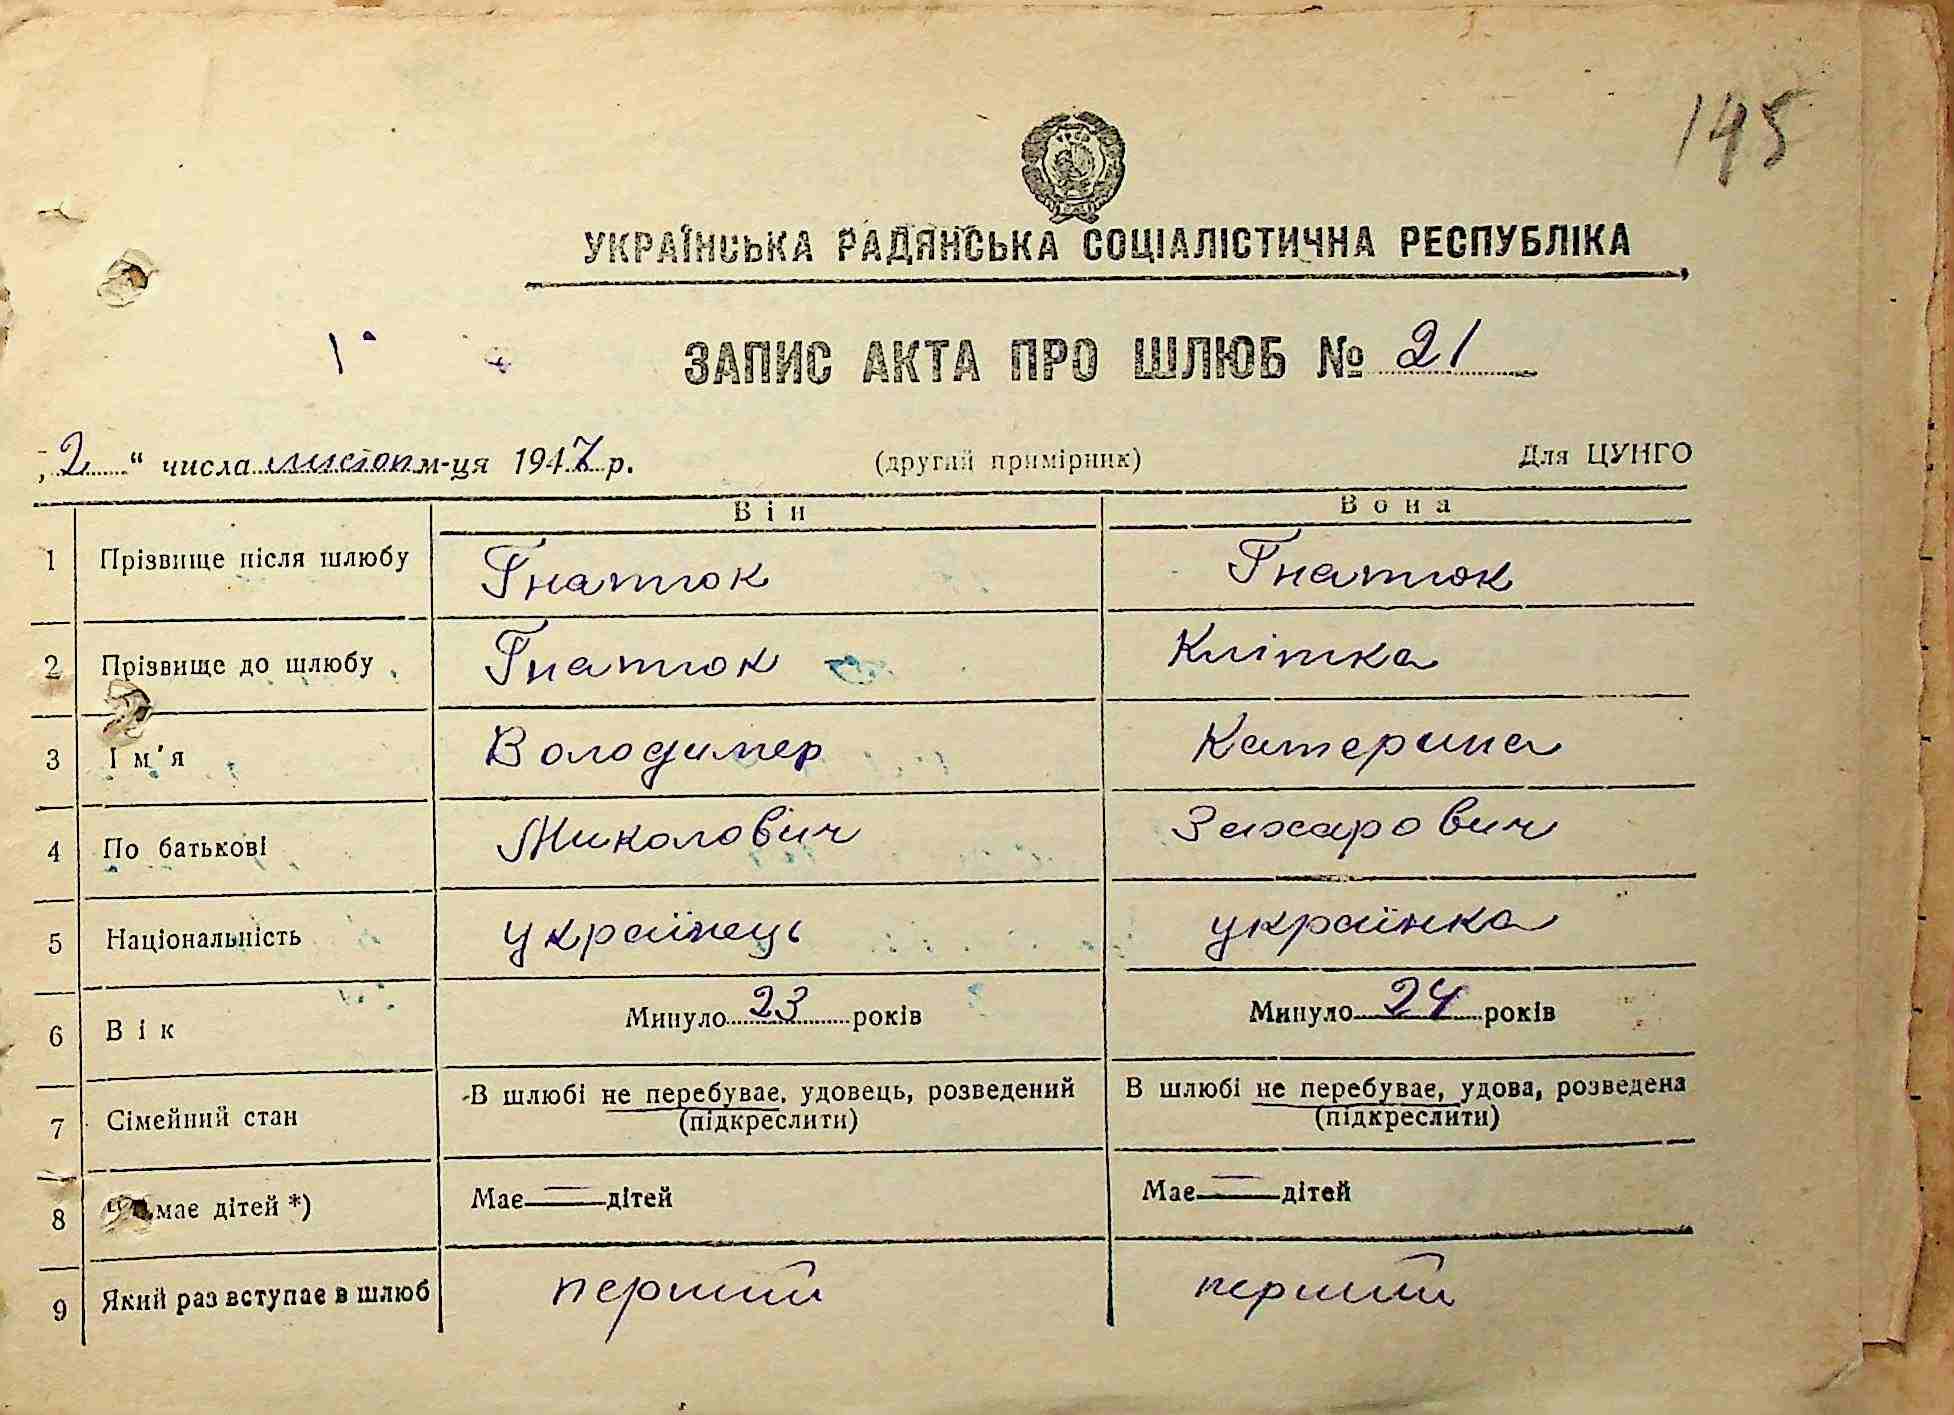 145
УКРАЇНСЬКА РАДЯНСЬКА СОЦІАЛІСТИЧНА РЕСПУБЛІКА
ЗАПИС АКТА ПРО ШЛЮБ № 21
„2“ числа листоп м-ця 1947 р. (другий примірник) Для ЦУНГО
Він Вона
1 Прізвище після шлюбу Гнатюк Гнатюк
2 Прізвище до шлюбу Гнатюк Клітка
3 Ім'я Володимер Катерина
4 По батькові Миколович Захарович
5 Національність українець українка
6 Вік Минуло 23 років Минуло 24 років
7 Сімейний стан В шлюбі не перебуває, удовець, розведений (підкреслити) В шлюбі не перебуває, удова, розведена (підкреслити)
8 має дітей *) Має — дітей Має — дітей
9 Який раз вступає в шлюб перший перший